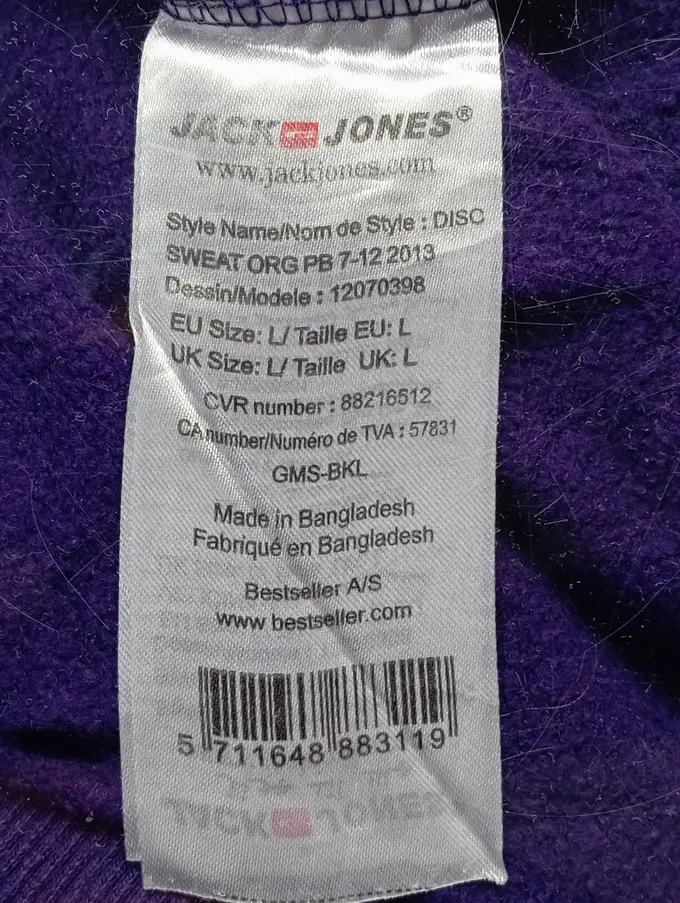 JACK JONES®
www.jackjones.com
Style Name/Nom de Style : DISC
SWEAT ORG PB 7-12 2013
Dessin/Modele : 12070398
EU Size: L/ Taille EU: L
UK Size: L/ Taille UK: L
CVR number : 88216512
CA number/Numéro de TVA : 57831
GMS-BKL
Made in Bangladesh
Fabriqué en Bangladesh
Bestseller A/S
www bestseller.com
5 711648 883119
JACK JONES